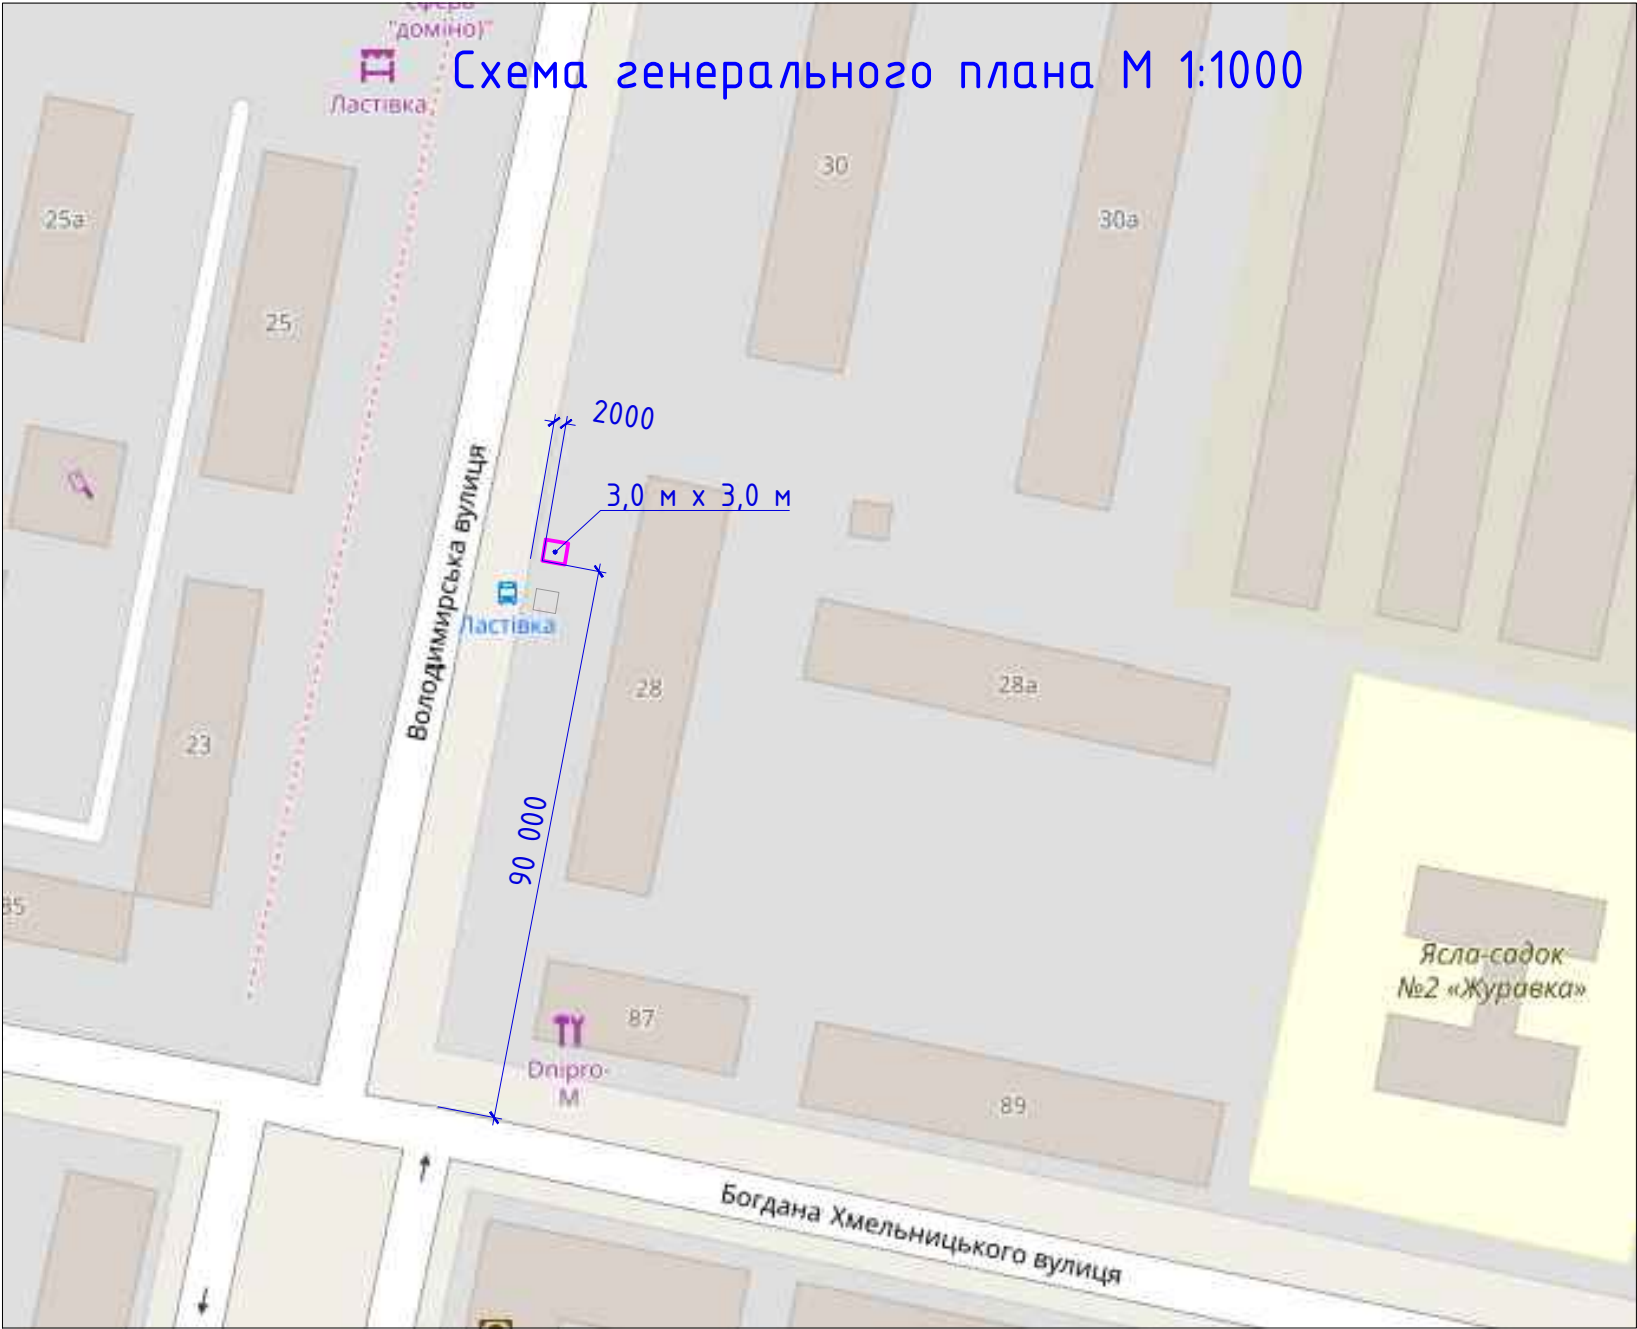 "доміно)"
Схема генерального плана М 1:1000
Ластівка
30
25а
30а
25
2000
3,0 м х 3,0 м
Володимирська вулиця
Ластівка
28
28а
23
90 000
85
Ясла-садок
№2 «Журавка»
87
Dnipro-
М
89
Богдана Хмельницького вулиця